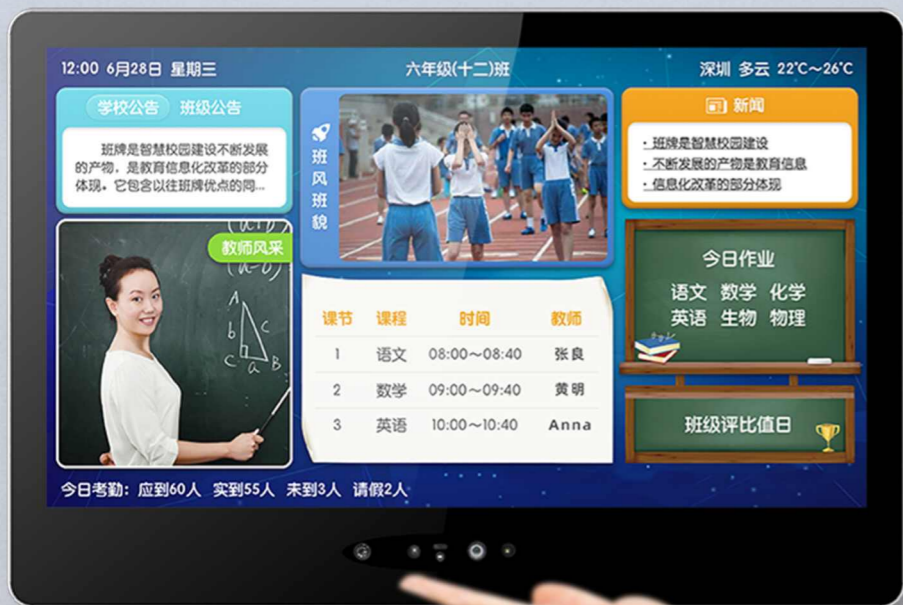 12:00 6月28日 星期三
六年级(十二)班
深圳 多云 22℃～26℃
学校公告 班级公告
班牌是智慧校园建设不断发展
的产物，是教育信息化改革的部分
体现。它包含以往班牌优点的同...
班风班貌
新闻
· 班牌是智慧校园建设
· 不断发展的产物是教育信息
· 信息化改革的部分体现
教师风采
(a+b)
(a-b)
A
b c
C a B
课节 课程 时间 教师
1 语文 08:00～08:40 张良
2 数学 09:00～09:40 黄明
3 英语 10:00～10:40 Anna
今日作业
语文 数学 化学
英语 生物 物理
班级评比值日
今日考勤：应到60人 实到55人 未到3人 请假2人